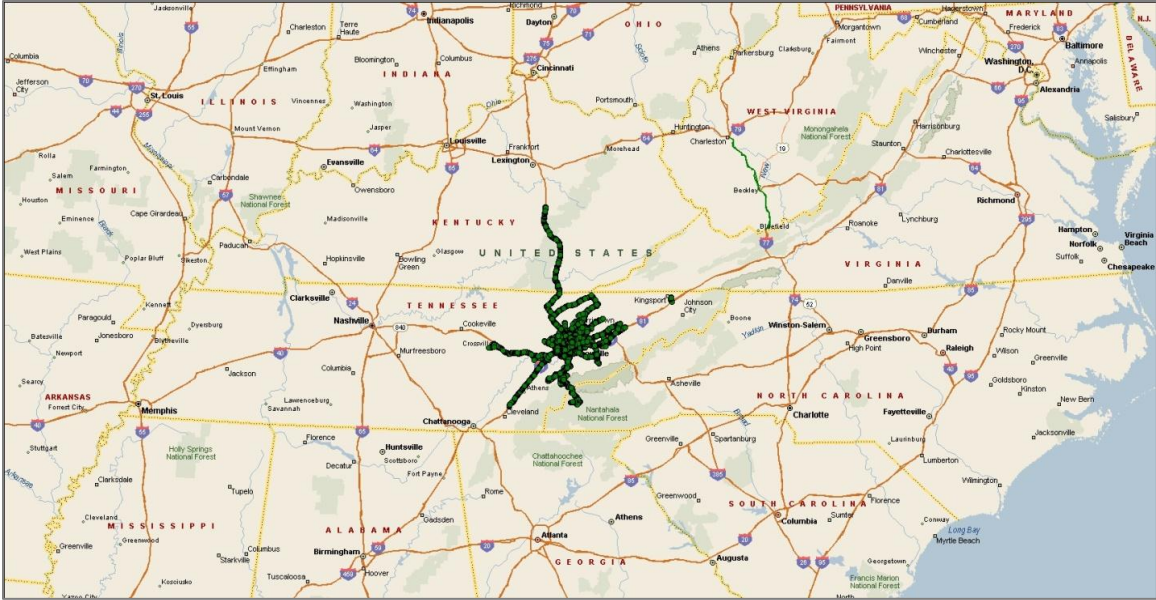 PENNSYLVANIA
MARYLAND
N.J.
DELAWARE
Jacksonville
Terre Haute
Indianapolis
Richmond
Dayton
OHIO
Morgantown
Cumberland
Hagerstown
Frederick
Baltimore
Columbia
Charleston
Bloomington
Columbus
Athens
Parkersburg
Clarksburg
Fairmont
Winchester
Washington, D.C.
Annapolis
Jefferson City
St. Louis
Effingham
INDIANA
Cincinnati
Alexandria
ILLINOIS
Vincennes
Washington
Ohio
Portsmouth
WEST VIRGINIA
Salisbury
Mount Vernon
Jasper
Louisville
Frankfort
Huntington
Charleston
Monongahela National Forest
Harrisonburg
Rolla
Farmington
Evansville
Lexington
Morehead
Staunton
Charlottesville
Salem
MISSOURI
Carbondale
Shawnee National Forest
Owensboro
New
Beckley
Richmond
Houston
Eminence
Cape Girardeau
Madisonville
KENTUCKY
Roanoke
Lynchburg
Black
Paducah
Bluefield
Hampton
Virginia Beach
West Plains
Poplar Bluff
Sikeston
Hopkinsville
Bowling Green
Glasgow
UNITED STATES
VIRGINIA
Norfolk
Suffolk
Chesapeake
Danville
Kennett
Clarksville
TENNESSEE
Kingsport
Johnson City
Paragould
Dyersburg
Nashville
Cookeville
Boone
Yadkin
Winston-Salem
Durham
Rocky Mount
Batesville
Jonesboro
Blytheville
Greensboro
Newport
Murfreesboro
Crossville
High Point
Raleigh
Wilson
Greenville
Searcy
Jackson
Columbia
Athens
Asheville
Goldsboro
Kinston
ARKANSAS
Forrest City
Memphis
Lawrenceburg
Savannah
Cleveland
Nantahala National Forest
NORTH CAROLINA
New Bern
Chattanooga
Charlotte
Fayetteville
Stuttgart
Florence
Huntsville
Greenville
Spartanburg
Laurinburg
Jacksonville
Holly Springs National Forest
Decatur
Scottsboro
Chattahoochee National Forest
Lumberton
Arkansas
Clarksdale
Fort Payne
Tupelo
Rome
Greenwood
SOUTH CAROLINA
Florence
Wilmington
Cleveland
MISSISSIPPI
ALABAMA
Gadsden
Athens
Columbia
Sumter
Conway
Long Bay
Myrtle Beach
Greenville
Greenwood
Columbus
Starkville
Birmingham
Hoover
Atlanta
GEORGIA
Augusta
Georgetown
Kosciusko
Tuscaloosa
Francis Marion National Forest
Yazoo City
North